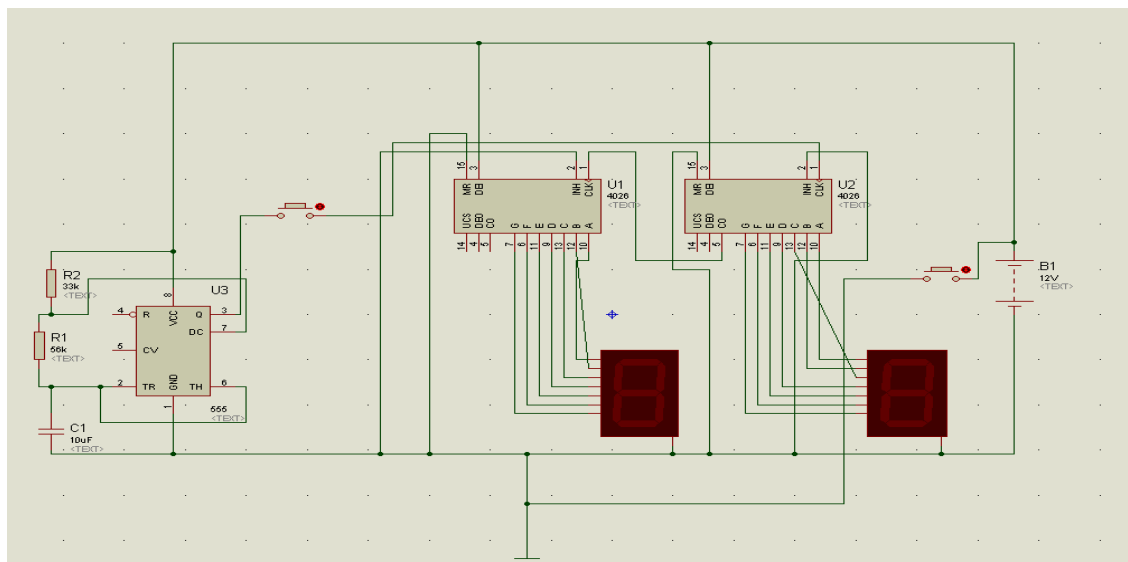 15
3
2
1
MR
DEI
INH
CLK
U1
4026
<TEXT>
UCS
DEO
CO
G
F
E
D
C
B
A
14
4
5
7
6
11
9
13
12
10
15
3
2
1
MR
DEI
INH
CLK
U2
4026
<TEXT>
UCS
DEO
CO
G
F
E
D
C
B
A
14
4
5
7
6
11
9
13
12
10
R2
33k
<TEXT>
R1
56k
<TEXT>
C1
10uF
<TEXT>
U3
8
VCC
4
R
Q
3
DC
7
5
CV
2
TR
GND
TH
6
1
555
<TEXT>
B1
12V
<TEXT>